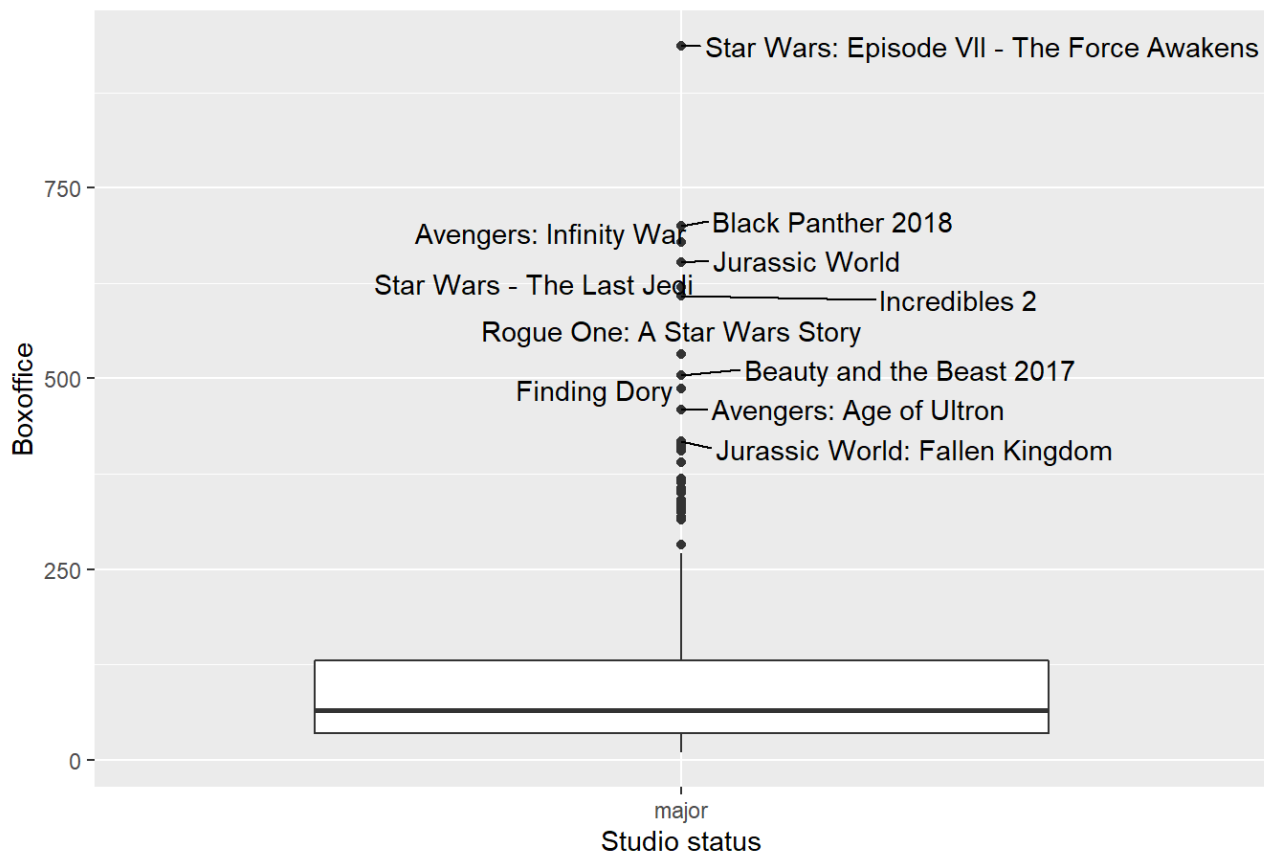 Star Wars: Episode VII - The Force Awakens
750
Black Panther 2018
Avengers: Infinity War
Jurassic World
Star Wars - The Last Jedi
Incredibles 2
Rogue One: A Star Wars Story
500
Beauty and the Beast 2017
Finding Dory
Avengers: Age of Ultron
Jurassic World: Fallen Kingdom
Boxoffice
250
0
major
Studio status